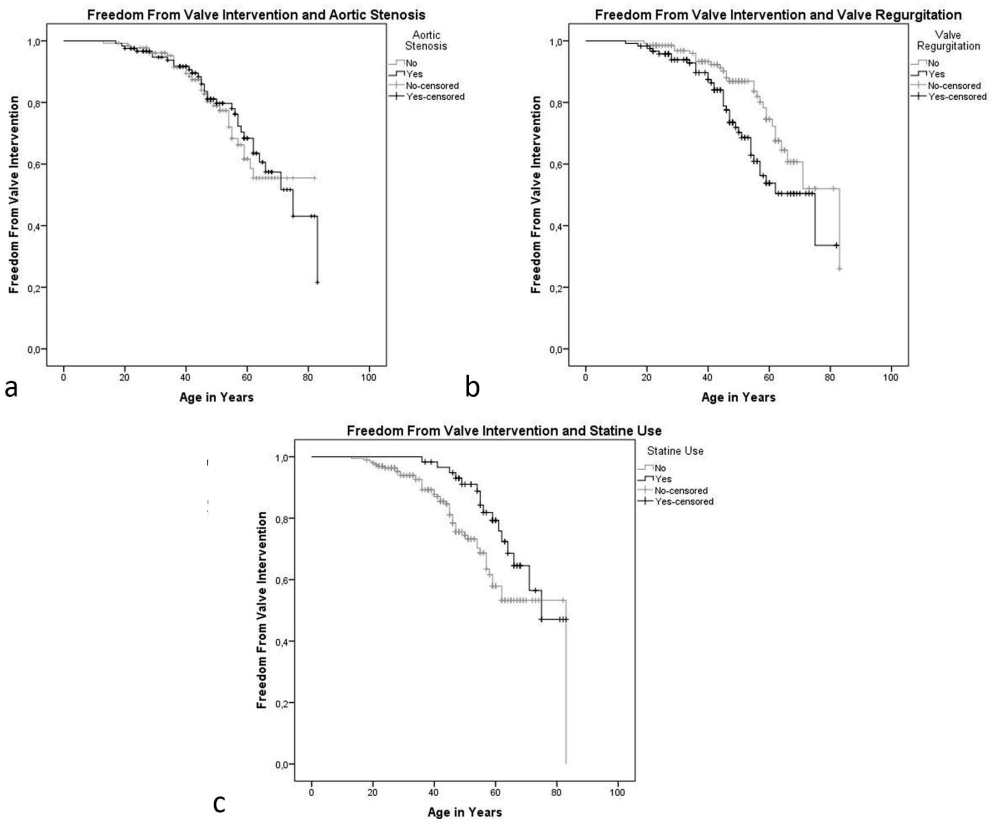 Freedom From Valve Intervention and Aortic Stenosis
Freedom From Valve Intervention
1,0
0,8
0,6
0,4
0,2
0,0
0
20
40
60
80
100
Age in Years
Aortic
Stenosis
No
Yes
No-censored
Yes-censored
a
Freedom From Valve Intervention and Valve Regurgitation
Freedom From Valve Intervention
1,0
0,8
0,6
0,4
0,2
0,0
0
20
40
60
80
100
Age in Years
Valve
Regurgitation
No
Yes
No-censored
Yes-censored
b
Freedom From Valve Intervention and Statine Use
Freedom From Valve Intervention
1,0
0,8
0,6
0,4
0,2
0,0
0
20
40
60
80
100
Age in Years
Statine Use
No
Yes
No-censored
Yes-censored
c